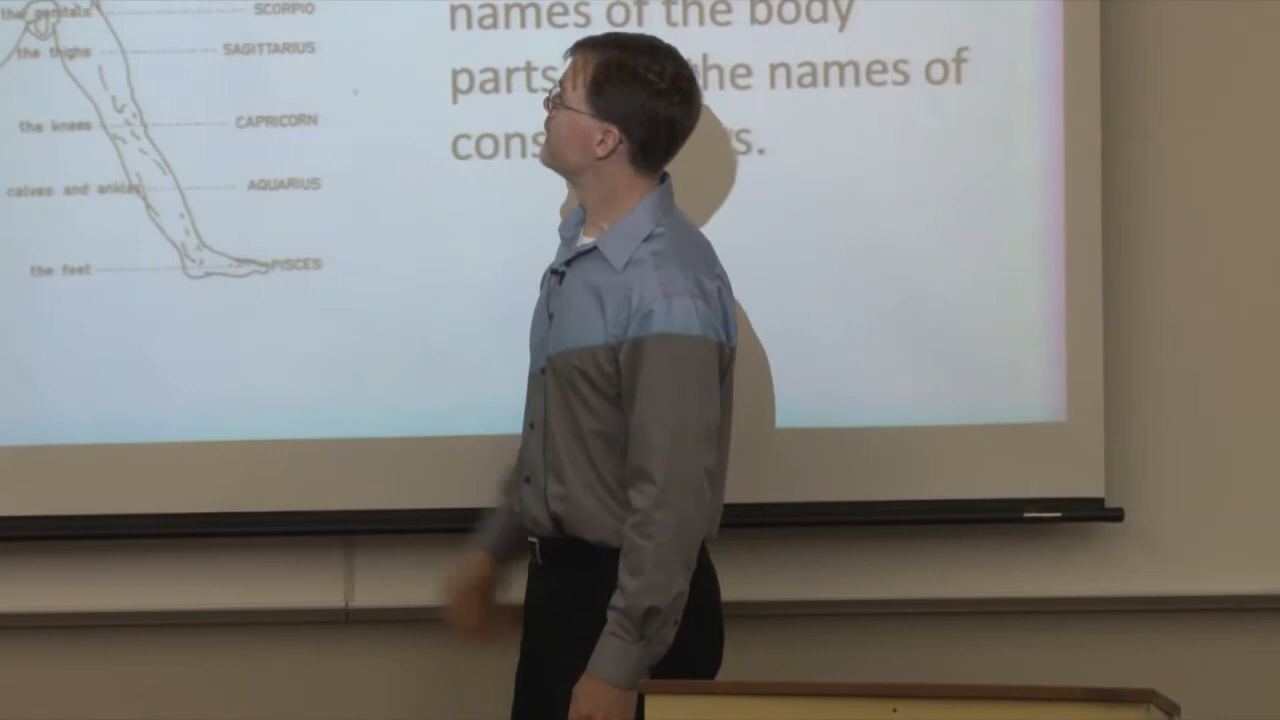 the genitals SCORPIO
the thighs SAGITTARIUS
the knees CAPRICORN
calves and ankles AQUARIUS
the feet PISCES
names of the body
parts the names of
cons s.